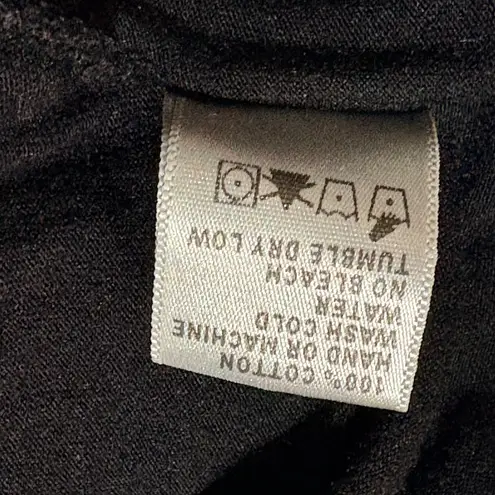 100% COTTON
HAND OR MACHINE
WASH COLD
WATER
NO BLEACH
TUMBLE DRY LOW